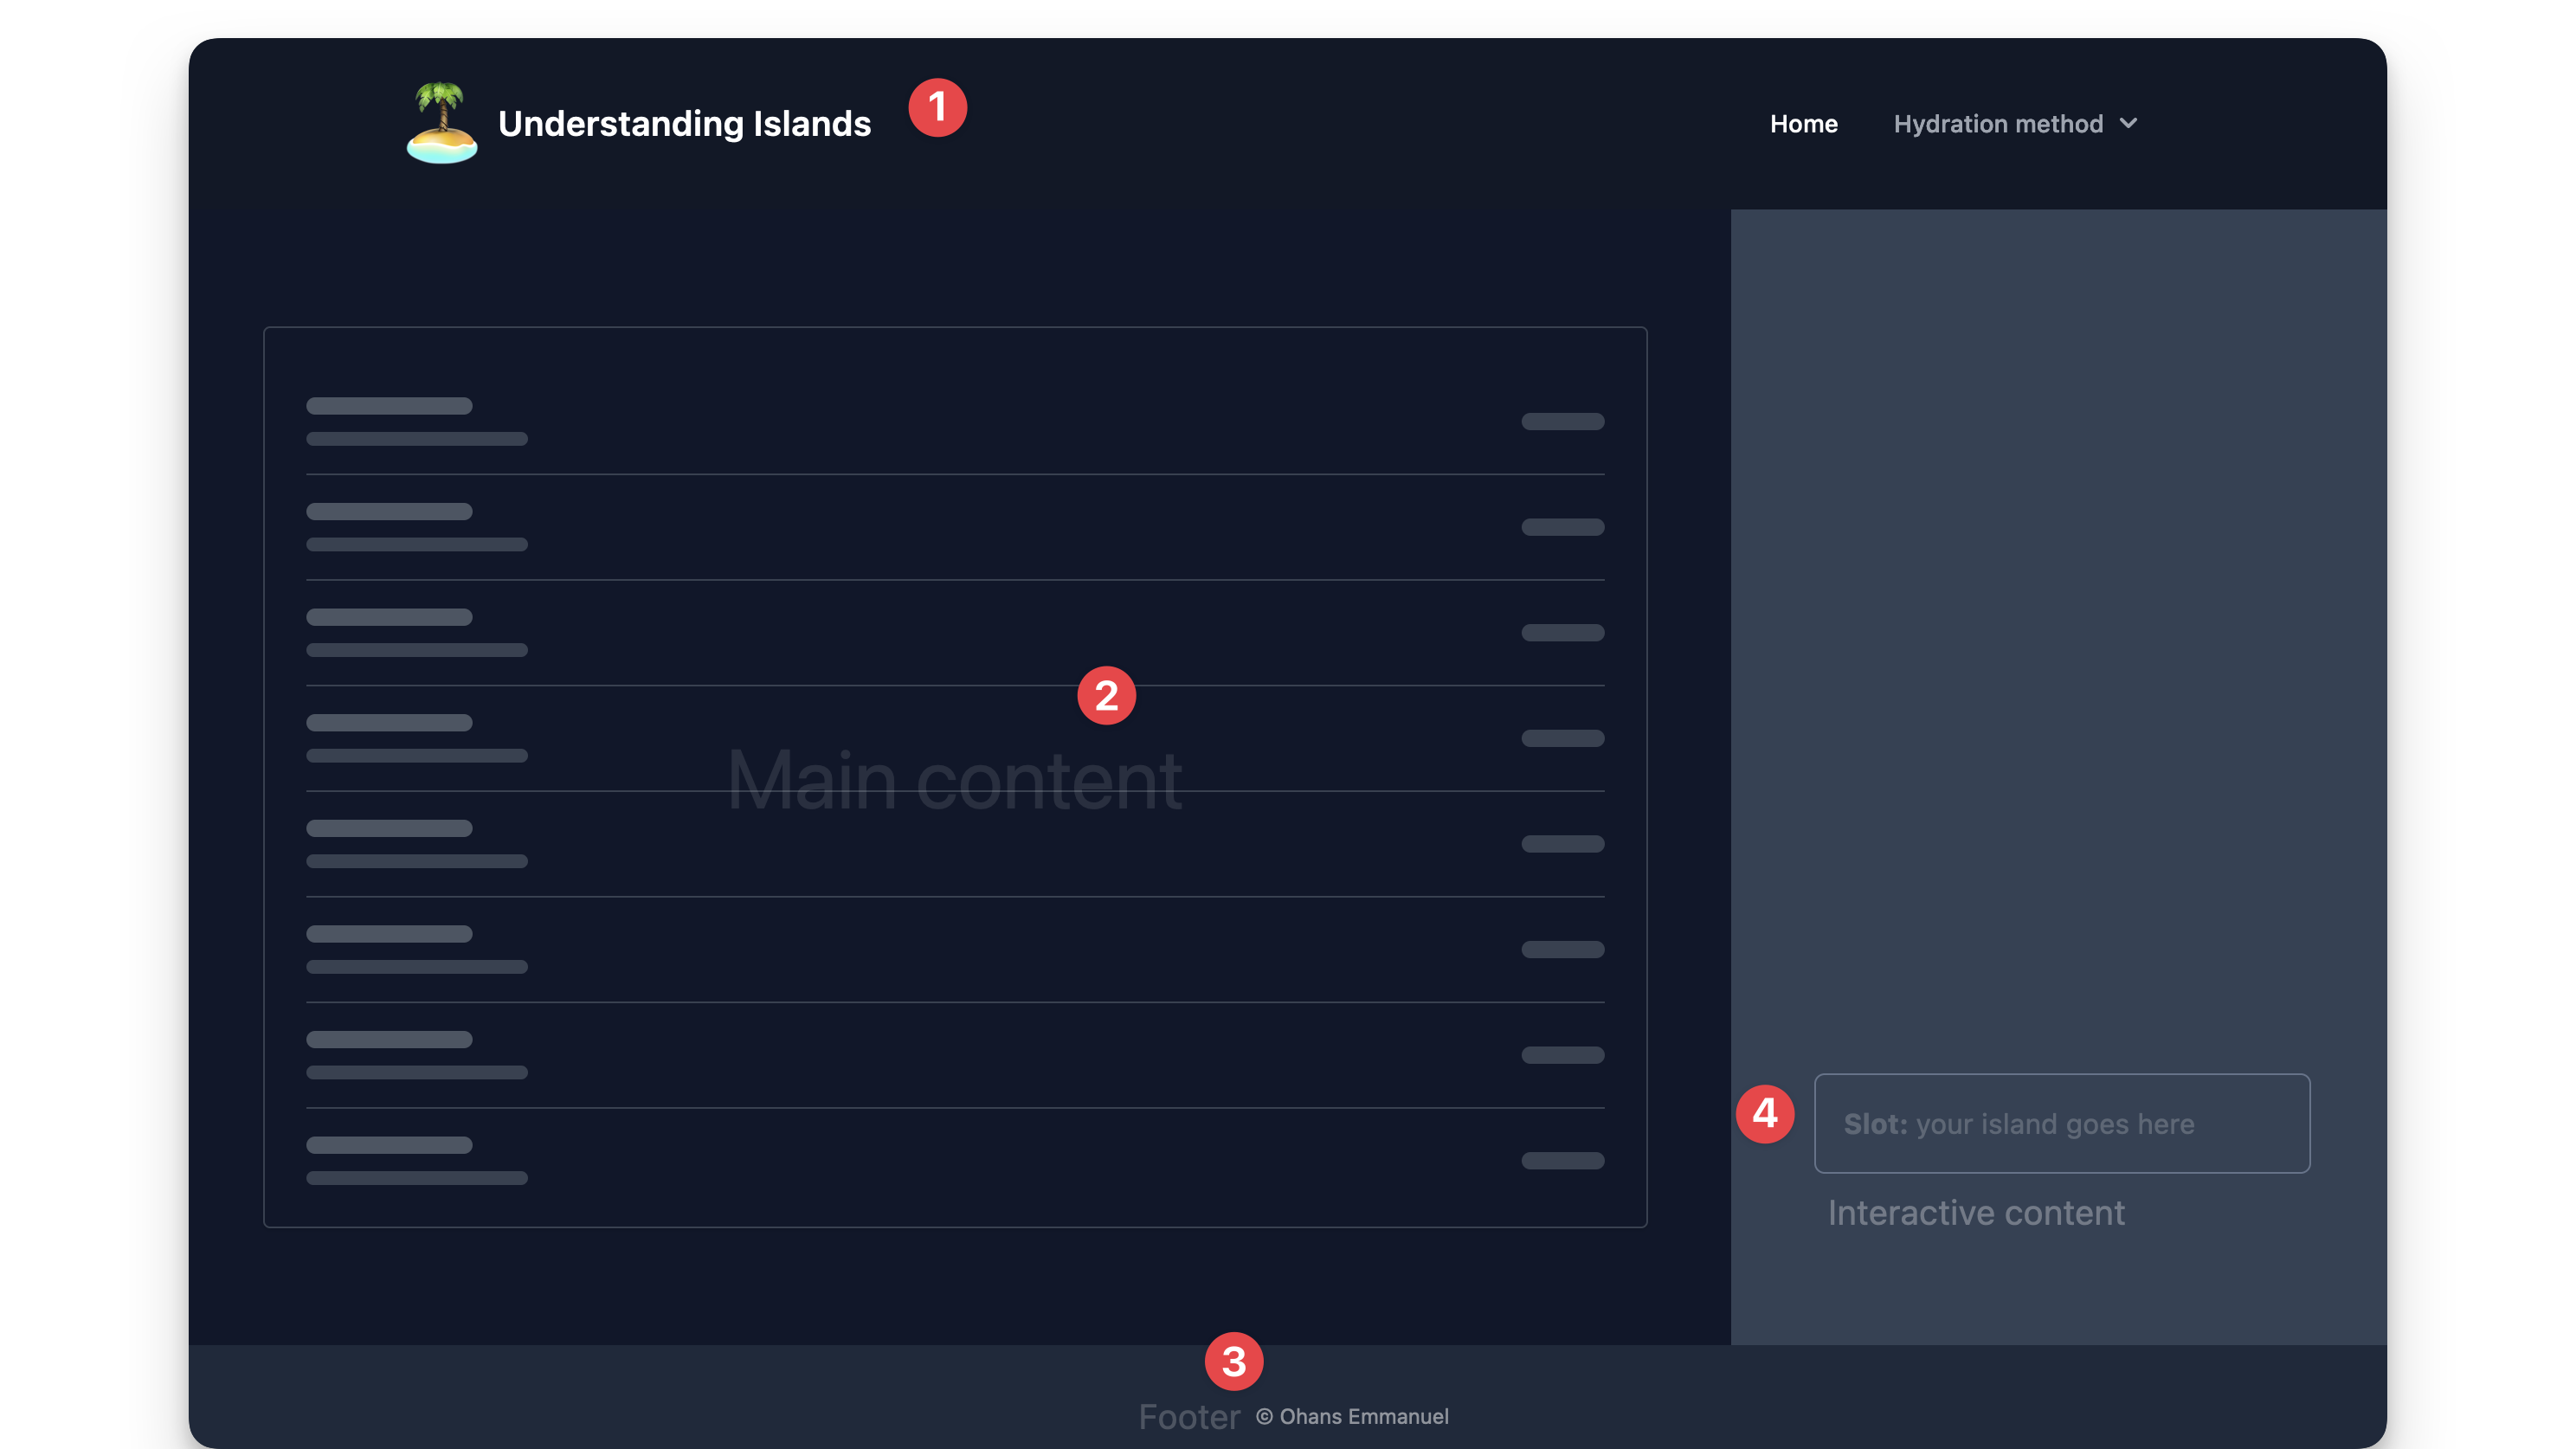 Understanding Islands
1
Home
Hydration method
2
Main content
4
Slot: your island goes here
Interactive content
3
Footer
© Ohans Emmanuel